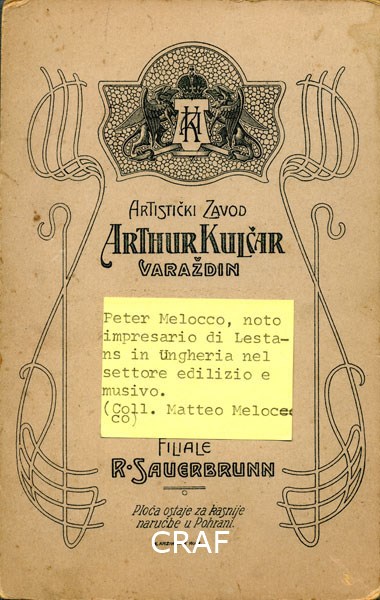 ARTISTIČKI ZAVOD
ARTHUR KULČAR
VARAŽDIN
Peter Melocco, noto
impresario di Lesta-
ns in Ungheria nel
settore edilizio e
musivo.
(Coll. Matteo Melocc
co)
FILIALE
R. SAUERBRUNN
Ploča ostaje za kasnije
naručbe u Pohrani.
CRAF